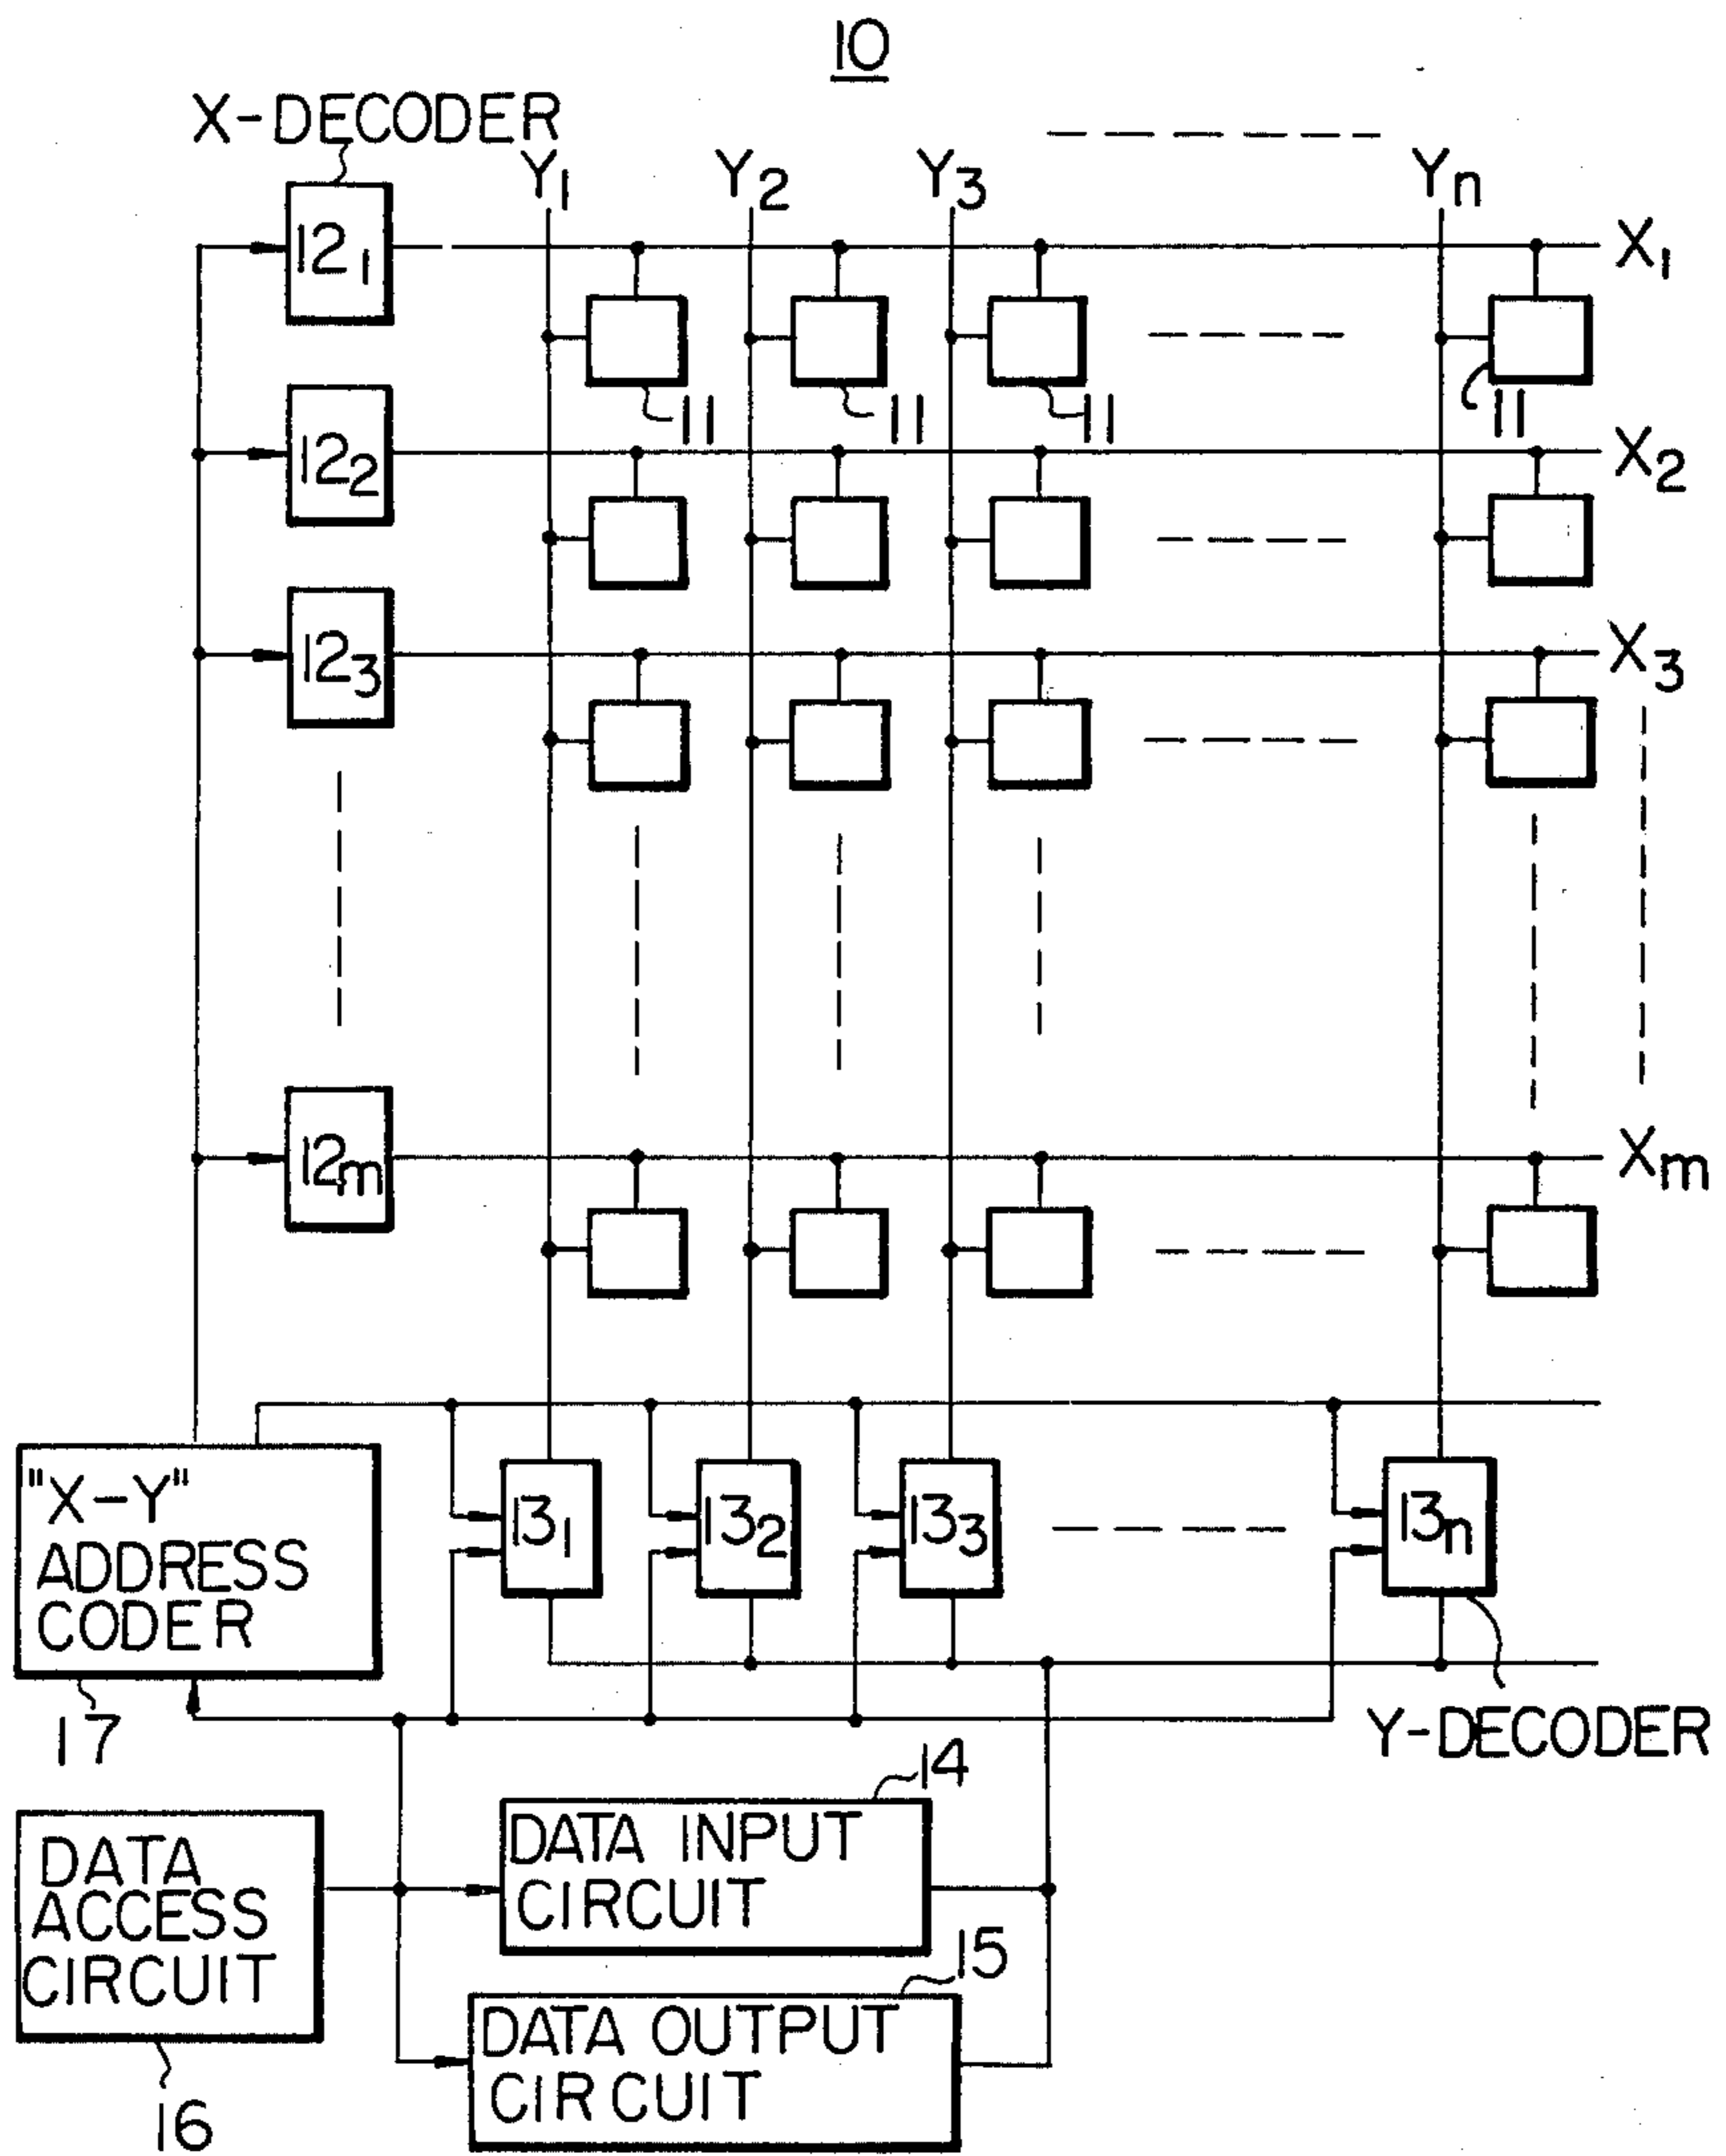 10
X-DECODER
Y1 Y2 Y3 Yn
121 X1
11 11 11 11
122 X2
123 X3
12m Xm
"X-Y"
ADDRESS
CODER
131 132 133 13n
17
Y-DECODER
14
DATA INPUT
CIRCUIT
DATA
ACCESS
CIRCUIT
15
DATA OUTPUT
CIRCUIT
16